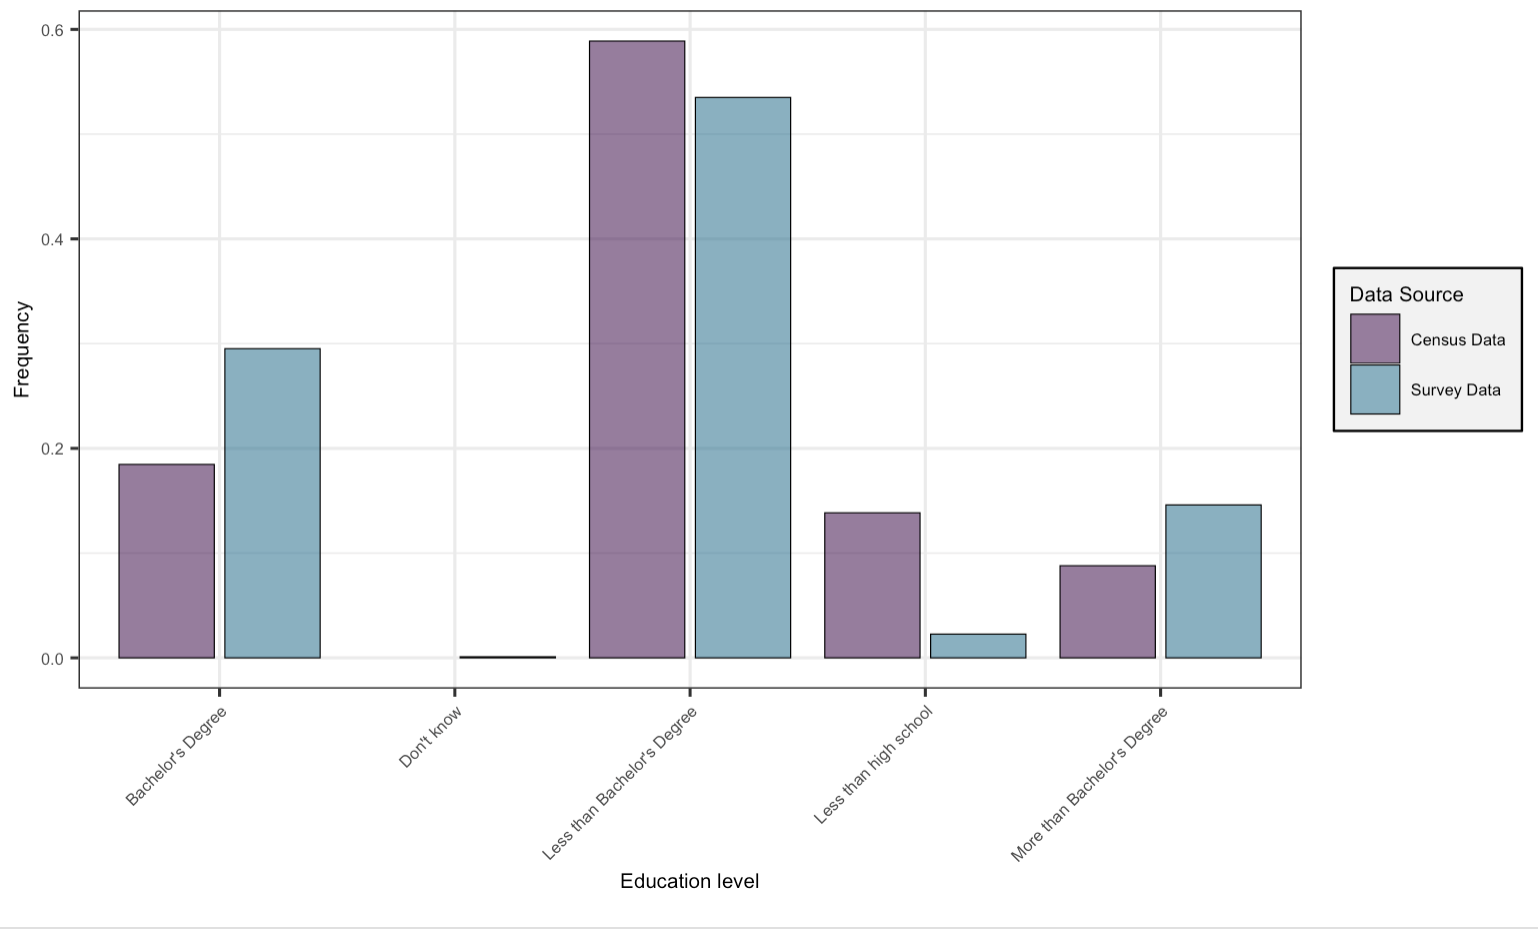 0.6
0.4
0.2
0.0
Frequency
Bachelor's Degree
Don't know
Less than Bachelor's Degree
Less than high school
More than Bachelor's Degree
Education level
Data Source
Census Data
Survey Data